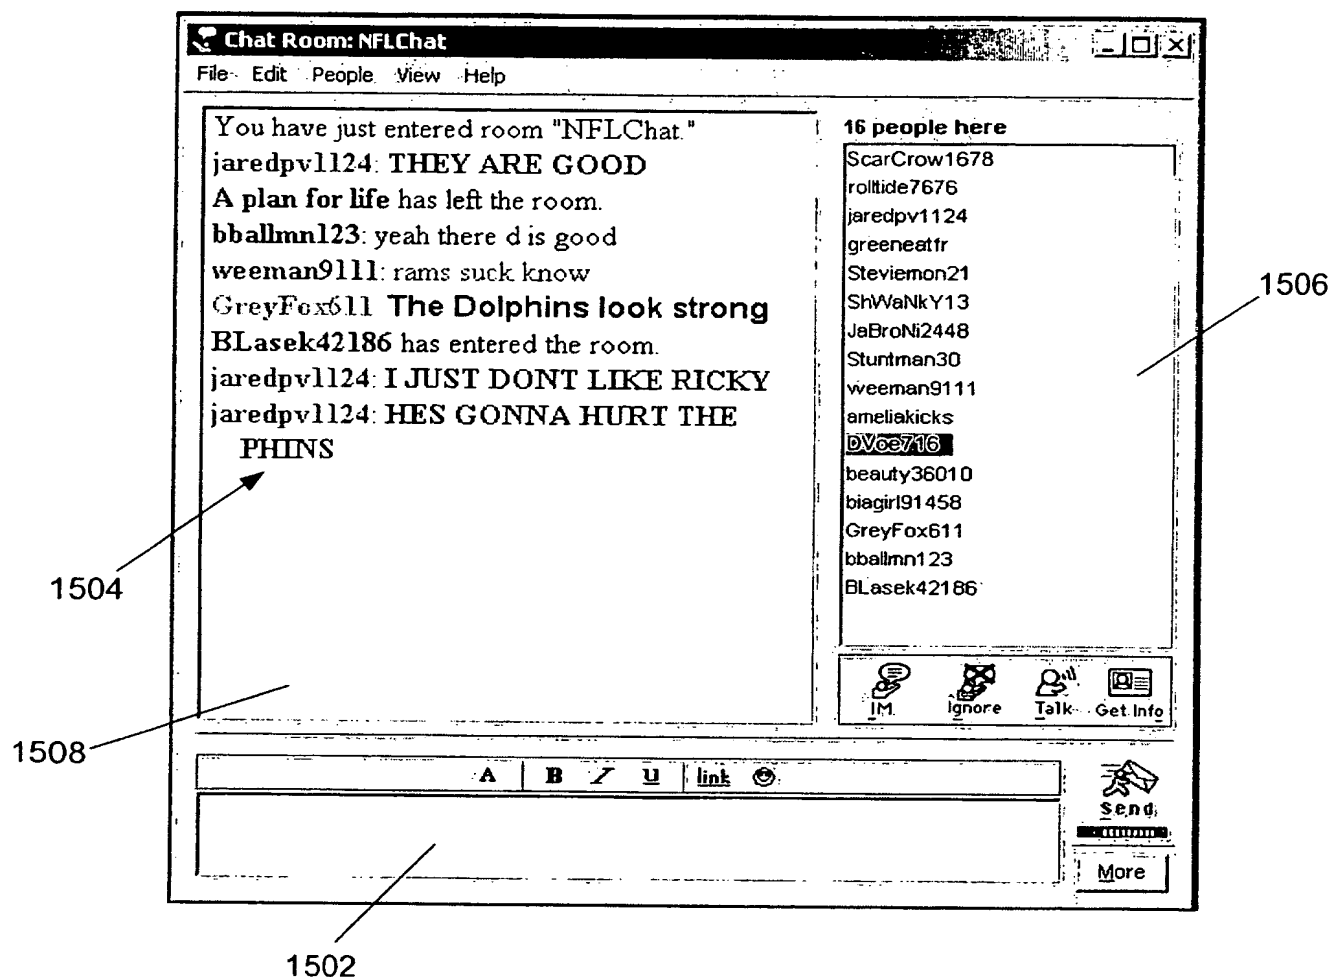 Chat Room: NFLChat
File Edit People View Help
You have just entered room "NFLChat."
jaredpv1124: THEY ARE GOOD
A plan for life has left the room.
bballmn123: yeah there d is good
weeman9111: rams suck know
GreyFox611 The Dolphins look strong
BLasek42186 has entered the room.
jaredpv1124: I JUST DONT LIKE RICKY
jaredpv1124: HES GONNA HURT THE
PHINS
16 people here
ScarCrow1678
rolltide7676
jaredpv1124
greeneatfr
Steviemon21
ShWaNkY13
JaBroNi2448
Stuntman30
weeman9111
ameliakicks
DVoe716
beauty36010
biagirl91458
GreyFox611
bballmn123
BLasek42186
IM Ignore Talk Get Info
A B I U link
Send
More
1506
1504
1508
1502